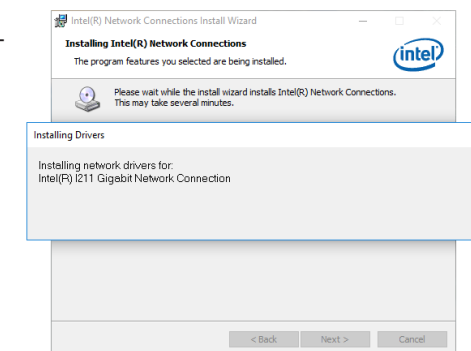 Intel(R) Network Connections Install Wizard
Installing Intel(R) Network Connections
The program features you selected are being installed.
intel
Please wait while the install wizard installs Intel(R) Network Connections.
This may take several minutes.
Installing Drivers
Installing network drivers for:
Intel(R) I211 Gigabit Network Connection
< Back
Next >
Cancel